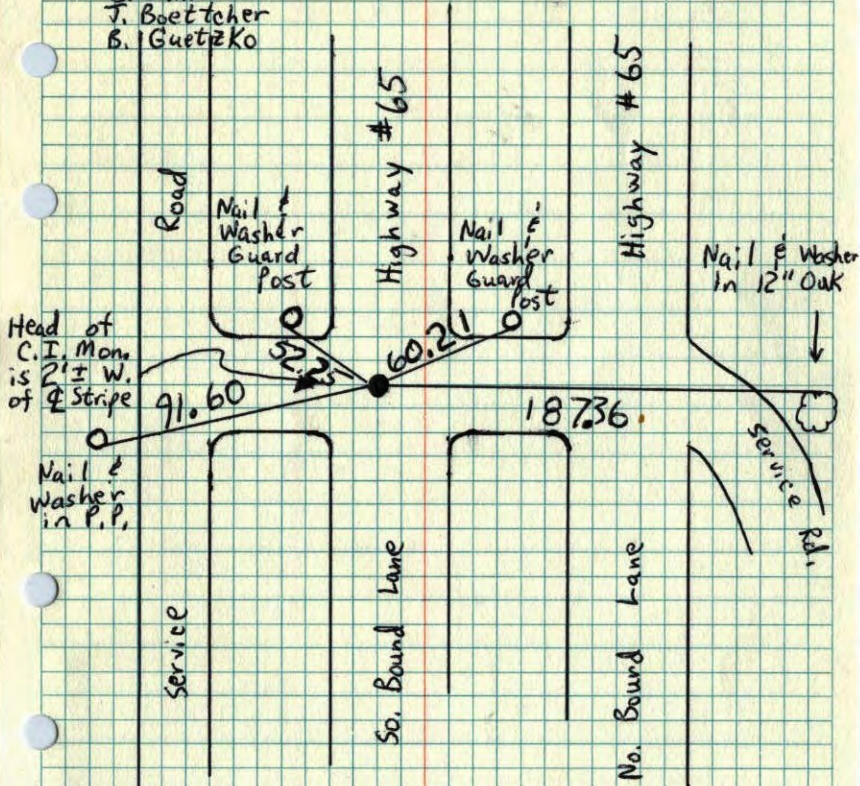 J. Boettcher
B. Guetzko
Road
Highway #65
Highway #65
Nail &
Washer
Guard
Post
Nail &
Washer
Guard
Post
Nail & Washer
In 12" Oak
Head of
C.I. Mon.
is 2'± W.
of ℄ Stripe
52.25
60.21
91.60
187.36
Nail &
Washer
in P.P.
Service Rd.
Service
So. Bound Lane
No. Bound Lane